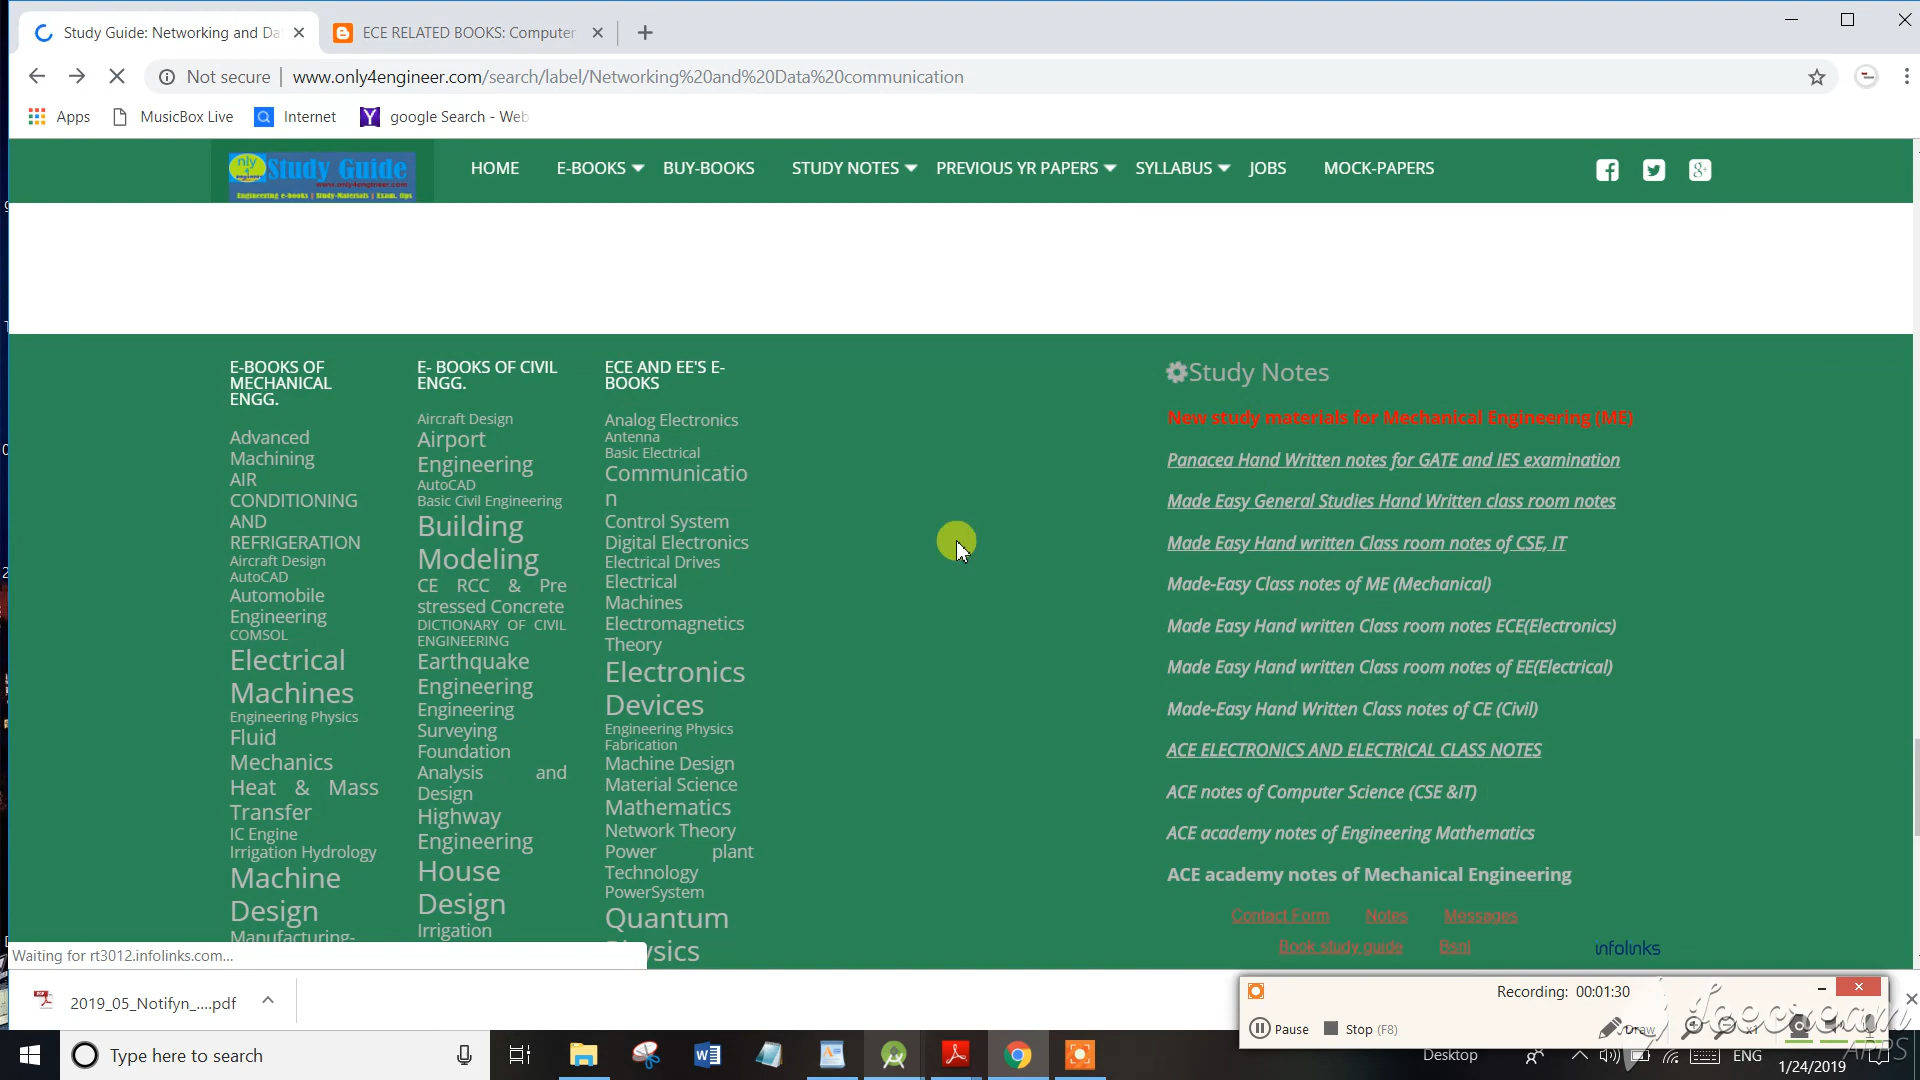 Study Guide: Networking and Da
ECE RELATED BOOKS: Computer
Not secure | www.only4engineer.com/search/label/Networking%20and%20Data%20communication
Apps
MusicBox Live
Internet
google Search - Web
nly
Study Guide
www.only4engineer.com
Engineering e-books | Study-Materials | Exam. tips
HOME
E-BOOKS
BUY-BOOKS
STUDY NOTES
PREVIOUS YR PAPERS
SYLLABUS
JOBS
MOCK-PAPERS
E-BOOKS OF
MECHANICAL
ENGG.
Advanced
Machining
AIR
CONDITIONING
AND
REFRIGERATION
Aircraft Design
AutoCAD
Automobile
Engineering
COMSOL
Electrical
Machines
Engineering Physics
Fluid
Mechanics
Heat & Mass
Transfer
IC Engine
Irrigation Hydrology
Machine
Design
Manufacturing-
E- BOOKS OF CIVIL
ENGG.
Aircraft Design
Airport
Engineering
AutoCAD
Basic Civil Engineering
Building
Modeling
CE RCC & Pre
stressed Concrete
DICTIONARY OF CIVIL
ENGINEERING
Earthquake
Engineering
Engineering
Surveying
Foundation
Analysis and
Design
Highway
Engineering
House
Design
Irrigation
ECE AND EE'S E-
BOOKS
Analog Electronics
Antenna
Basic Electrical
Communicatio
n
Control System
Digital Electronics
Electrical Drives
Electrical
Machines
Electromagnetics
Theory
Electronics
Devices
Engineering Physics
Fabrication
Machine Design
Material Science
Mathematics
Network Theory
Power plant
Technology
PowerSystem
Quantum
Physics
Study Notes
New study materials for Mechanical Engineering (ME)
Panacea Hand Written notes for GATE and IES examination
Made Easy General Studies Hand Written class room notes
Made Easy Hand written Class room notes of CSE, IT
Made-Easy Class notes of ME (Mechanical)
Made Easy Hand written Class room notes ECE(Electronics)
Made Easy Hand written Class room notes of EE(Electrical)
Made-Easy Hand Written Class notes of CE (Civil)
ACE ELECTRONICS AND ELECTRICAL CLASS NOTES
ACE notes of Computer Science (CSE &IT)
ACE academy notes of Engineering Mathematics
ACE academy notes of Mechanical Engineering
Contact Form
Notes
Messages
Book study guide
Bsnl
infolinks
Waiting for rt3012.infolinks.com...
2019_05_Notifyn_....pdf
Recording: 00:01:30
Pause
Stop (F8)
Draw
x1
Icecream
APPS
Type here to search
Desktop
ENG
1/24/2019